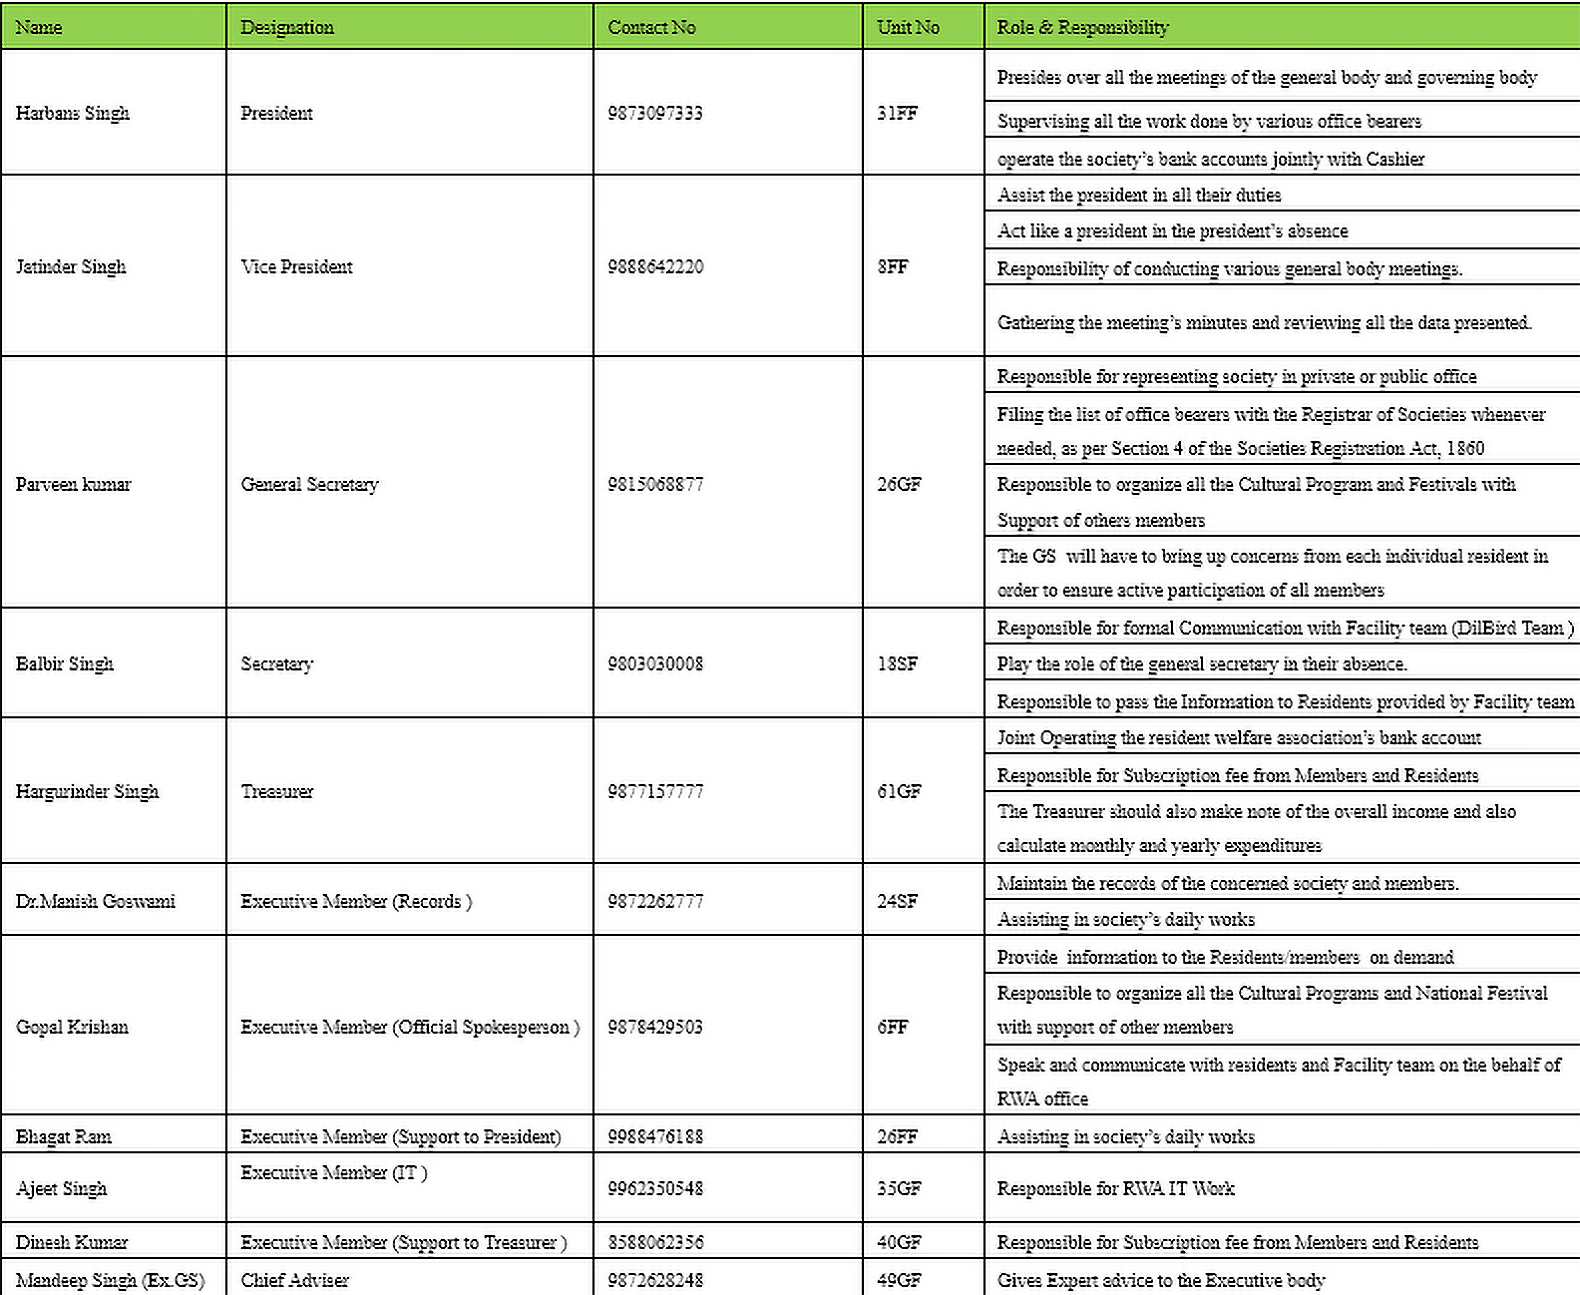 Name Designation Contact No Unit No Role & Responsibility
Harbans Singh President 9873097333 31FF Presides over all the meetings of the general body and governing body
Supervising all the work done by various office bearers
operate the society's bank accounts jointly with Cashier
Jatinder Singh Vice President 9888642220 8FF Assist the president in all their duties
Act like a president in the president's absence
Responsibility of conducting various general body meetings.
Gathering the meeting's minutes and reviewing all the data presented.
Parveen kumar General Secretary 9815068877 26GF Responsible for representing society in private or public office
Filing the list of office bearers with the Registrar of Societies whenever
needed, as per Section 4 of the Societies Registration Act, 1860
Responsible to organize all the Cultural Program and Festivals with
Support of others members
The GS will have to bring up concerns from each individual resident in
order to ensure active participation of all members
Balbir Singh Secretary 9803030008 18SF Responsible for formal Communication with Facility team (DilBird Team )
Play the role of the general secretary in their absence.
Responsible to pass the Information to Residents provided by Facility team
Hargurinder Singh Treasurer 9877157777 61GF Joint Operating the resident welfare association's bank account
Responsible for Subscription fee from Members and Residents
The Treasurer should also make note of the overall income and also
calculate monthly and yearly expenditures
Dr.Manish Goswami Executive Member (Records ) 9872262777 24SF Maintain the records of the concerned society and members.
Assisting in society's daily works
Gopal Krishan Executive Member (Official Spokesperson ) 9878429503 6FF Provide information to the Residents/members on demand
Responsible to organize all the Cultural Programs and National Festival
with support of other members
Speak and communicate with residents and Facility team on the behalf of
RWA office
Bhagat Ram Executive Member (Support to President) 9988476188 26FF Assisting in society's daily works
Ajeet Singh Executive Member (IT ) 9962350548 35GF Responsible for RWA IT Work
Dinesh Kumar Executive Member (Support to Treasurer ) 8588062356 40GF Responsible for Subscription fee from Members and Residents
Mandeep Singh (Ex.GS) Chief Adviser 9872628248 49GF Gives Expert advice to the Executive body